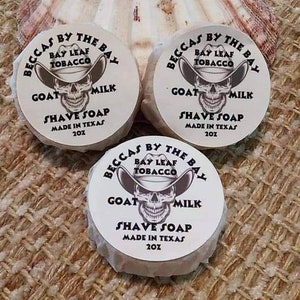 BECCAS BY THE BAY
BAY LEAF
TOBACCO
GOAT MILK
SHAVE SOAP
MADE IN TEXAS
2OZ
BECCAS BY THE BAY
BAY LEAF
TOBACCO
GOAT MILK
SHAVE SOAP
MADE IN TEXAS
2OZ
BECCAS BY THE BAY
BAY LEAF
TOBACCO
GOAT MILK
SHAVE SOAP
MADE IN TEXAS
2OZ